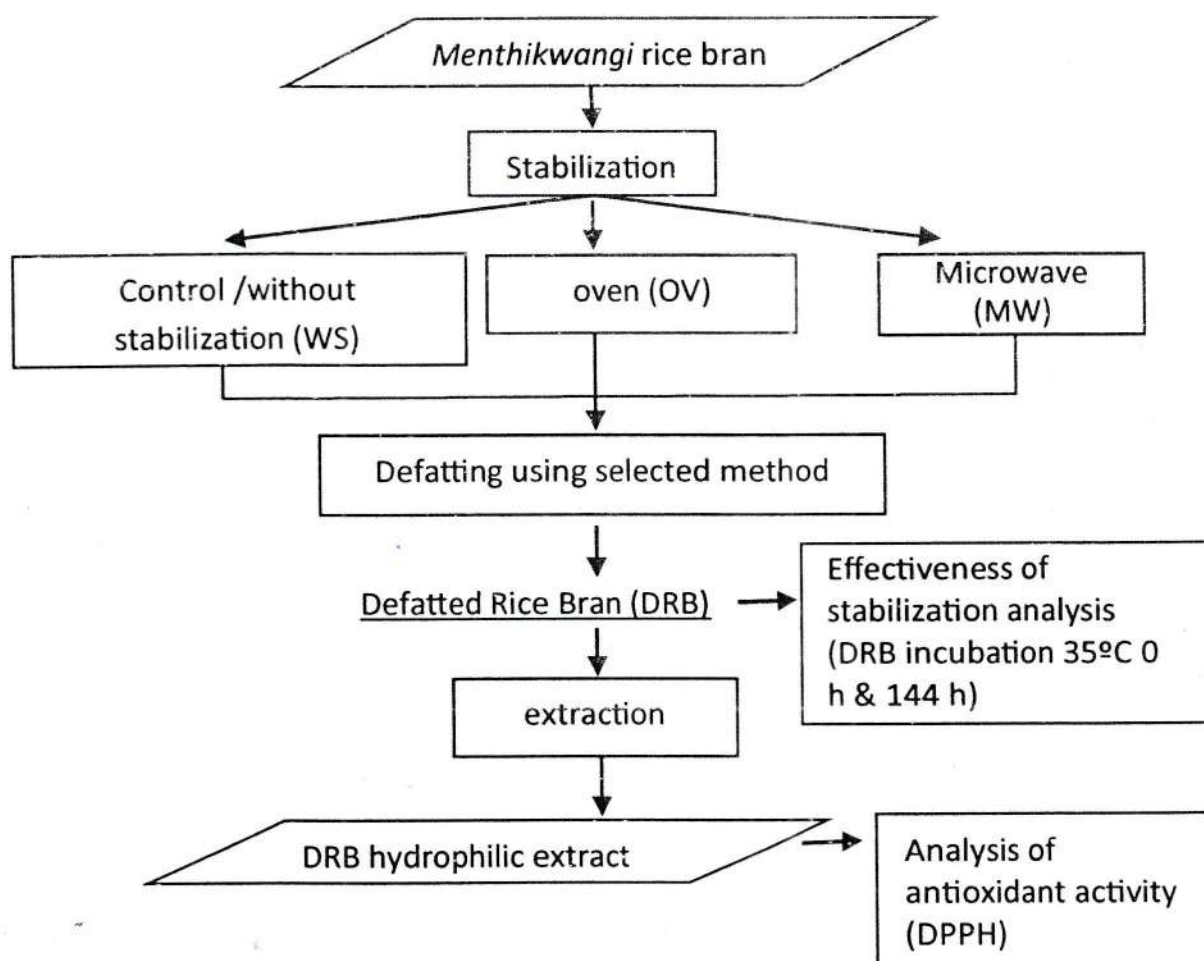 Menthikwangi rice bran
Stabilization
Control /without
stabilization (WS)
oven (OV)
Microwave
(MW)
Defatting using selected method
Defatted Rice Bran (DRB)
Effectiveness of
stabilization analysis
(DRB incubation 35ºC 0
h & 144 h)
extraction
DRB hydrophilic extract
Analysis of
antioxidant activity
(DPPH)